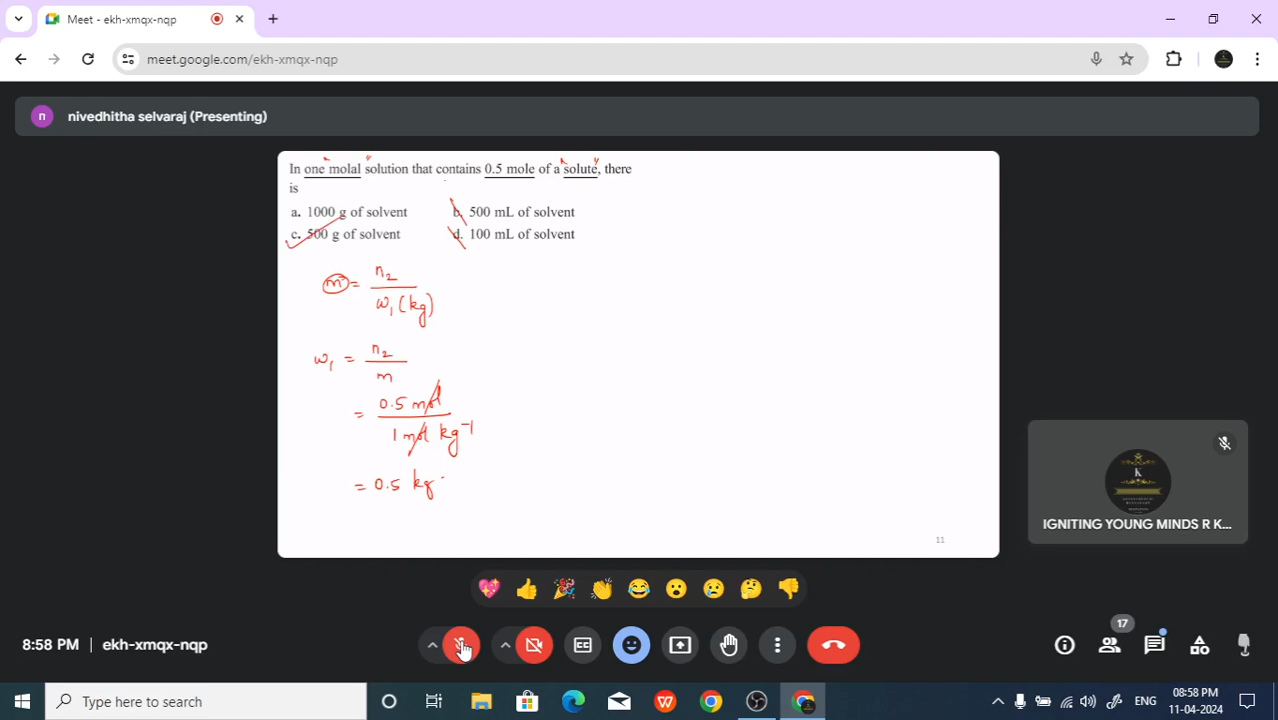 Meet - ekh-xmqx-nqp
meet.google.com/ekh-xmqx-nqp
n
nivedhitha selvaraj (Presenting)
In one molal solution that contains 0.5 mole of a solute, there
is
a. 1000 g of solvent b. 500 mL of solvent
c. 500 g of solvent d. 100 mL of solvent
m = n2 / w1 (kg)
w1 = n2 / m
= 0.5 mol / 1 mol kg-1
= 0.5 kg
11
K
IGNITING YOUNG MINDS R K...
8:58 PM | ekh-xmqx-nqp
17
Type here to search
ENG
08:58 PM
11-04-2024